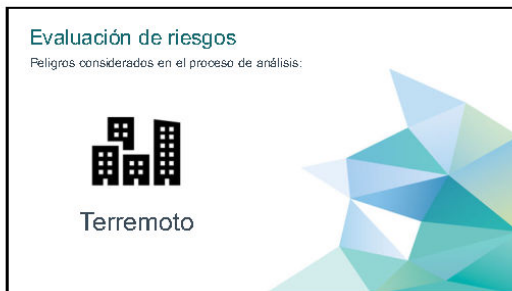 Evaluación de riesgos
Peligros considerados en el proceso de análisis:
Terremoto